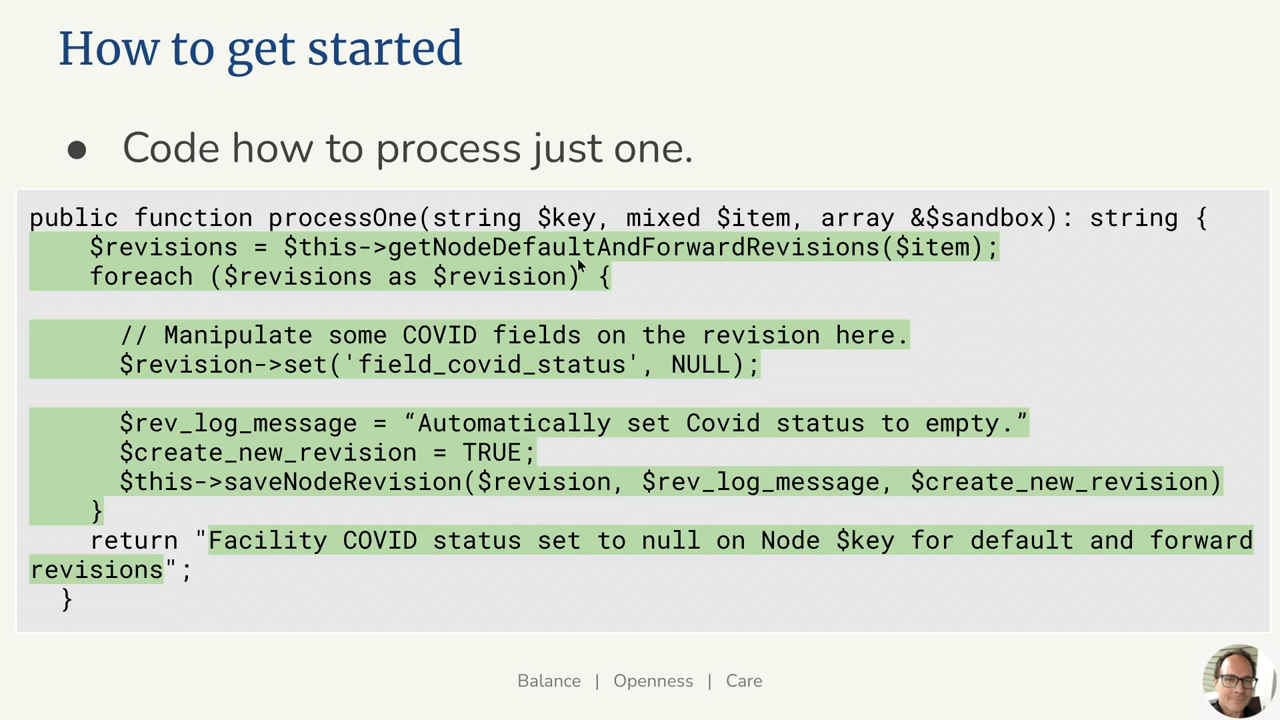 How to get started
● Code how to process just one.
public function processOne(string $key, mixed $item, array &$sandbox): string {
    $revisions = $this->getNodeDefaultAndForwardRevisions($item);
    foreach ($revisions as $revision) {
      // Manipulate some COVID fields on the revision here.
      $revision->set('field_covid_status', NULL);
      $rev_log_message = “Automatically set Covid status to empty.”
      $create_new_revision = TRUE;
      $this->saveNodeRevision($revision, $rev_log_message, $create_new_revision)
    }
    return "Facility COVID status set to null on Node $key for default and forward
revisions";
  }
Balance | Openness | Care